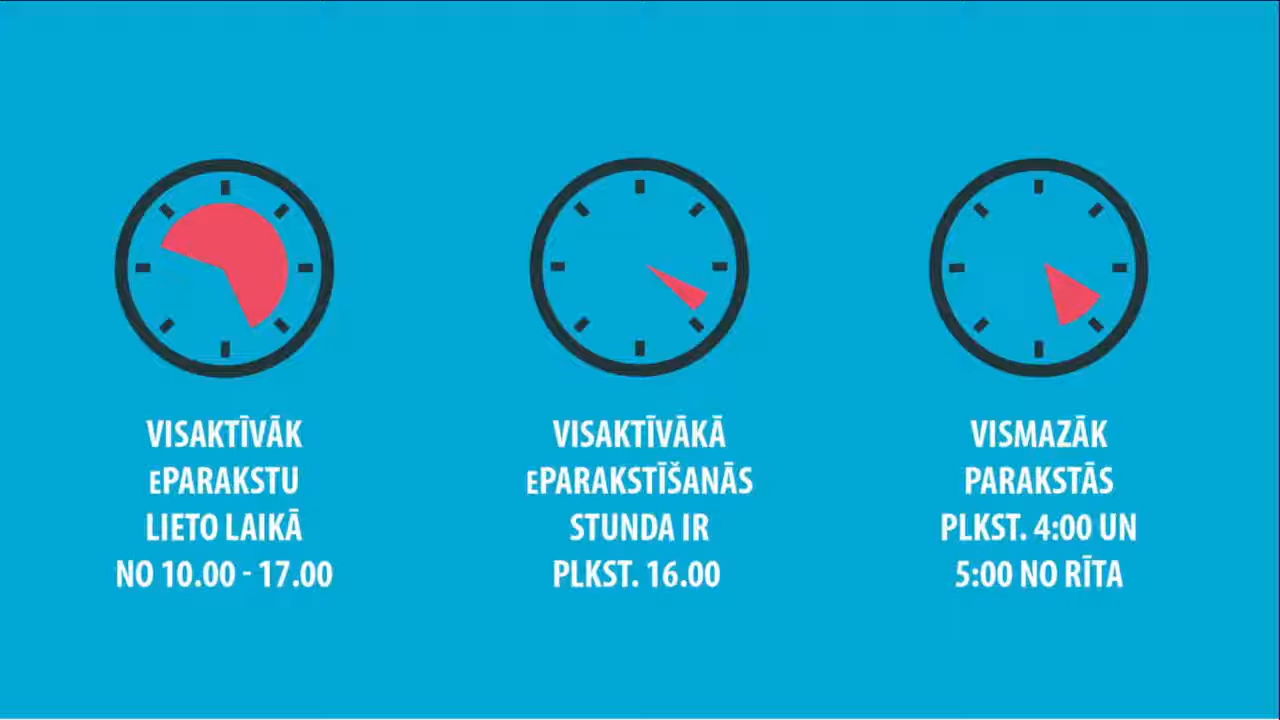 VISAKTĪVĀK
ePARAKSTU
LIETO LAIKĀ
NO 10.00 - 17.00
VISAKTĪVĀKĀ
ePARAKSTĪŠANĀS
STUNDA IR
PLKST. 16.00
VISMAZĀK
PARAKSTĀS
PLKST. 4:00 UN
5:00 NO RĪTA